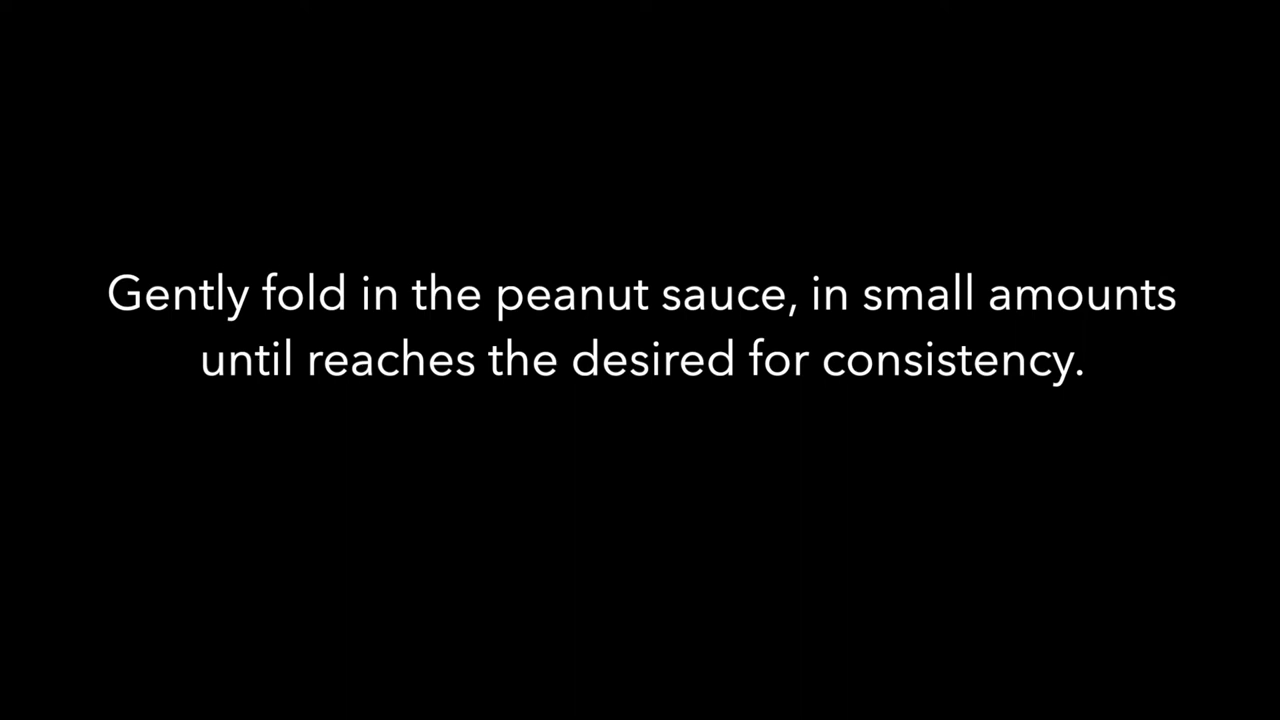 Gently fold in the peanut sauce, in small amounts
until reaches the desired for consistency.